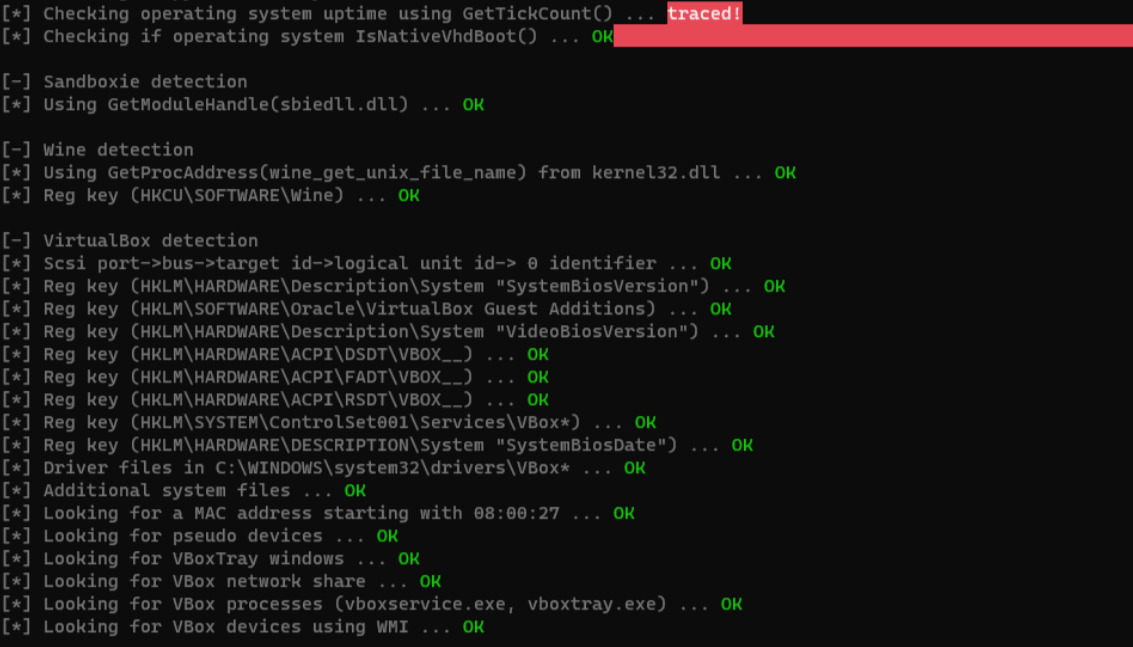 [*] Checking operating system uptime using GetTickCount() ... traced!
[*] Checking if operating system IsNativeVhdBoot() ... OK
[-] Sandboxie detection
[*] Using GetModuleHandle(sbiedll.dll) ... OK
[-] Wine detection
[*] Using GetProcAddress(wine_get_unix_file_name) from kernel32.dll ... OK
[*] Reg key (HKCU\SOFTWARE\Wine) ... OK
[-] VirtualBox detection
[*] Scsi port->bus->target id->logical unit id-> 0 identifier ... OK
[*] Reg key (HKLM\HARDWARE\Description\System "SystemBiosVersion") ... OK
[*] Reg key (HKLM\SOFTWARE\Oracle\VirtualBox Guest Additions) ... OK
[*] Reg key (HKLM\HARDWARE\Description\System "VideoBiosVersion") ... OK
[*] Reg key (HKLM\HARDWARE\ACPI\DSDT\VBOX__) ... OK
[*] Reg key (HKLM\HARDWARE\ACPI\FADT\VBOX__) ... OK
[*] Reg key (HKLM\HARDWARE\ACPI\RSDT\VBOX__) ... OK
[*] Reg key (HKLM\SYSTEM\ControlSet001\Services\VBox*) ... OK
[*] Reg key (HKLM\HARDWARE\DESCRIPTION\System "SystemBiosDate") ... OK
[*] Driver files in C:\WINDOWS\system32\drivers\VBox* ... OK
[*] Additional system files ... OK
[*] Looking for a MAC address starting with 08:00:27 ... OK
[*] Looking for pseudo devices ... OK
[*] Looking for VBoxTray windows ... OK
[*] Looking for VBox network share ... OK
[*] Looking for VBox processes (vboxservice.exe, vboxtray.exe) ... OK
[*] Looking for VBox devices using WMI ... OK